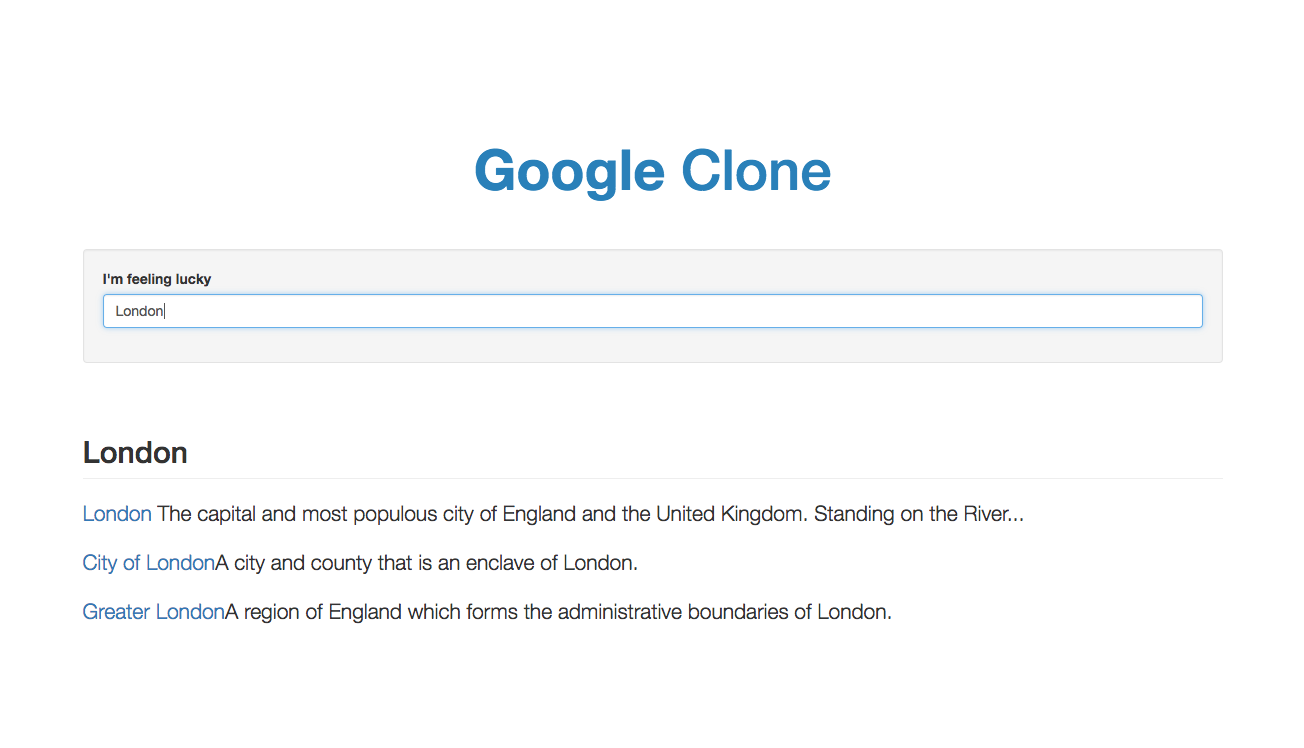 Google Clone
I'm feeling lucky
London
London
London The capital and most populous city of England and the United Kingdom. Standing on the River...
City of LondonA city and county that is an enclave of London.
Greater LondonA region of England which forms the administrative boundaries of London.